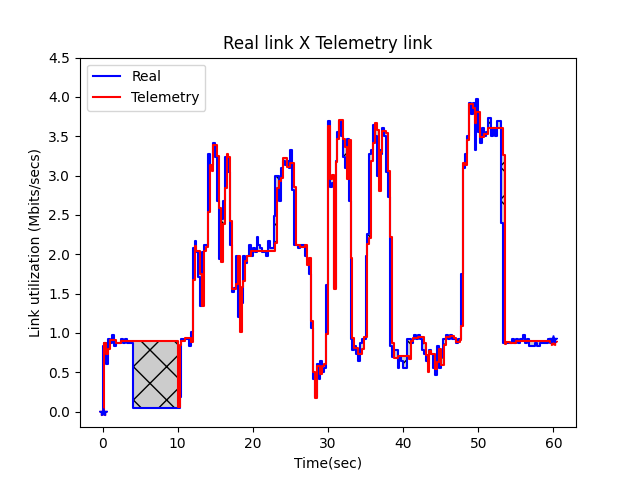 Real link X Telemetry link
Real
Telemetry
Link utilization (Mbits/secs)
4.5
4.0
3.5
3.0
2.5
2.0
1.5
1.0
0.5
0.0
0 10 20 30 40 50 60
Time(sec)